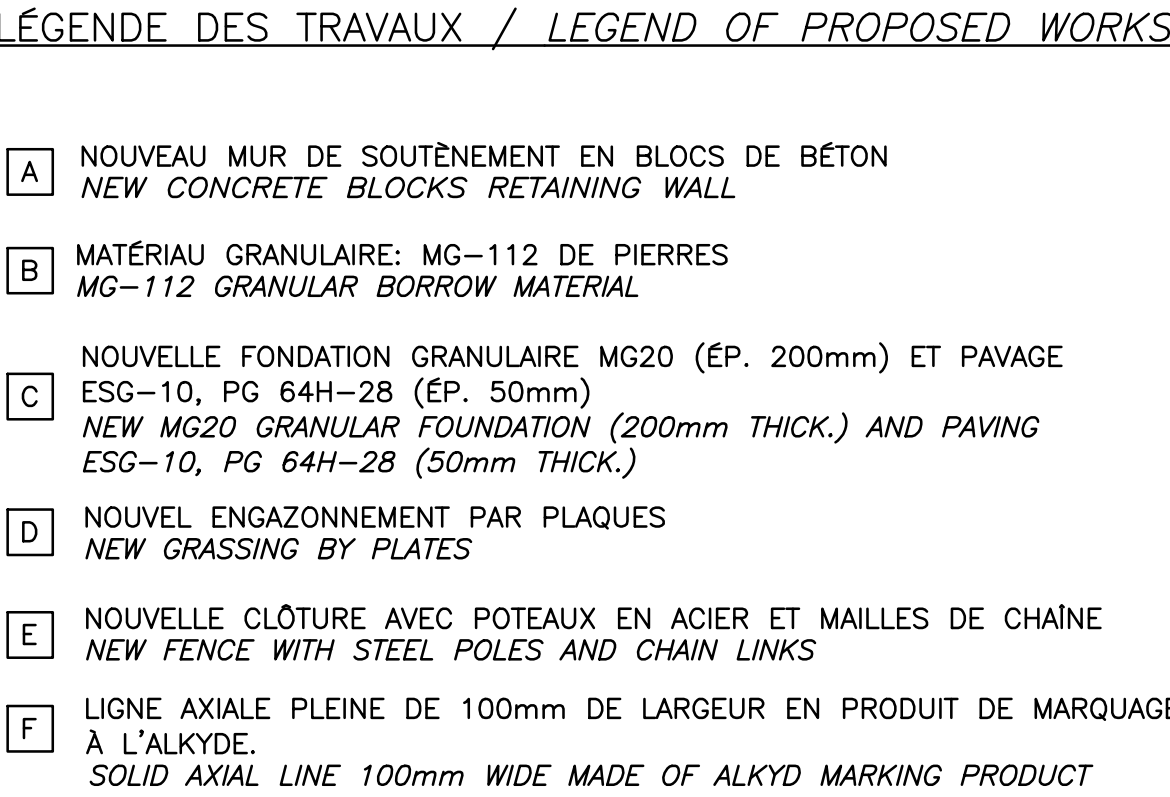 LÉGENDE DES TRAVAUX / LEGEND OF PROPOSED WORKS
A NOUVEAU MUR DE SOUTÈNEMENT EN BLOCS DE BÉTON
NEW CONCRETE BLOCKS RETAINING WALL
B MATÉRIAU GRANULAIRE: MG-112 DE PIERRES
MG-112 GRANULAR BORROW MATERIAL
NOUVELLE FONDATION GRANULAIRE MG20 (ÉP. 200mm) ET PAVAGE
C ESG-10, PG 64H-28 (ÉP. 50mm)
NEW MG20 GRANULAR FOUNDATION (200mm THICK.) AND PAVING
ESG-10, PG 64H-28 (50mm THICK.)
D NOUVEL ENGAZONNEMENT PAR PLAQUES
NEW GRASSING BY PLATES
E NOUVELLE CLÔTURE AVEC POTEAUX EN ACIER ET MAILLES DE CHAÎNE
NEW FENCE WITH STEEL POLES AND CHAIN LINKS
F LIGNE AXIALE PLEINE DE 100mm DE LARGEUR EN PRODUIT DE MARQUAGE
À L'ALKYDE.
SOLID AXIAL LINE 100mm WIDE MADE OF ALKYD MARKING PRODUCT